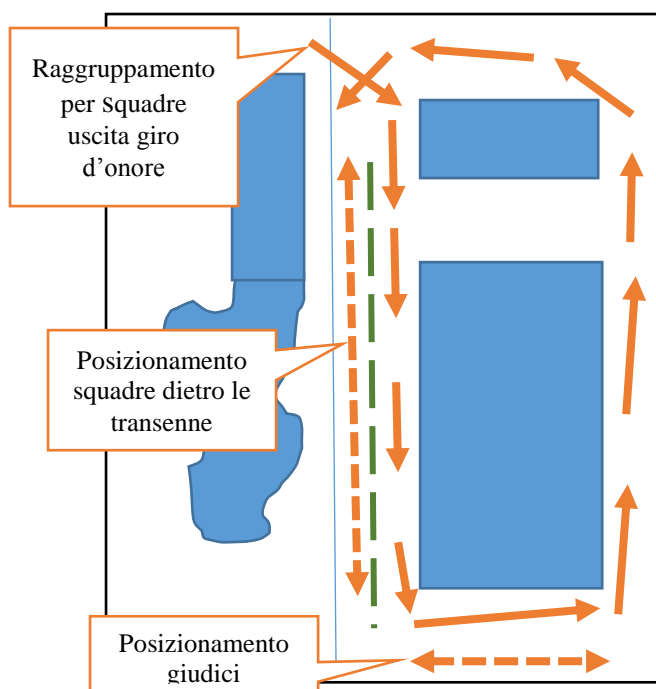 Raggruppamento
per squadre
uscita giro
d’onore
Posizionamento
squadre dietro le
transenne
Posizionamento
giudici